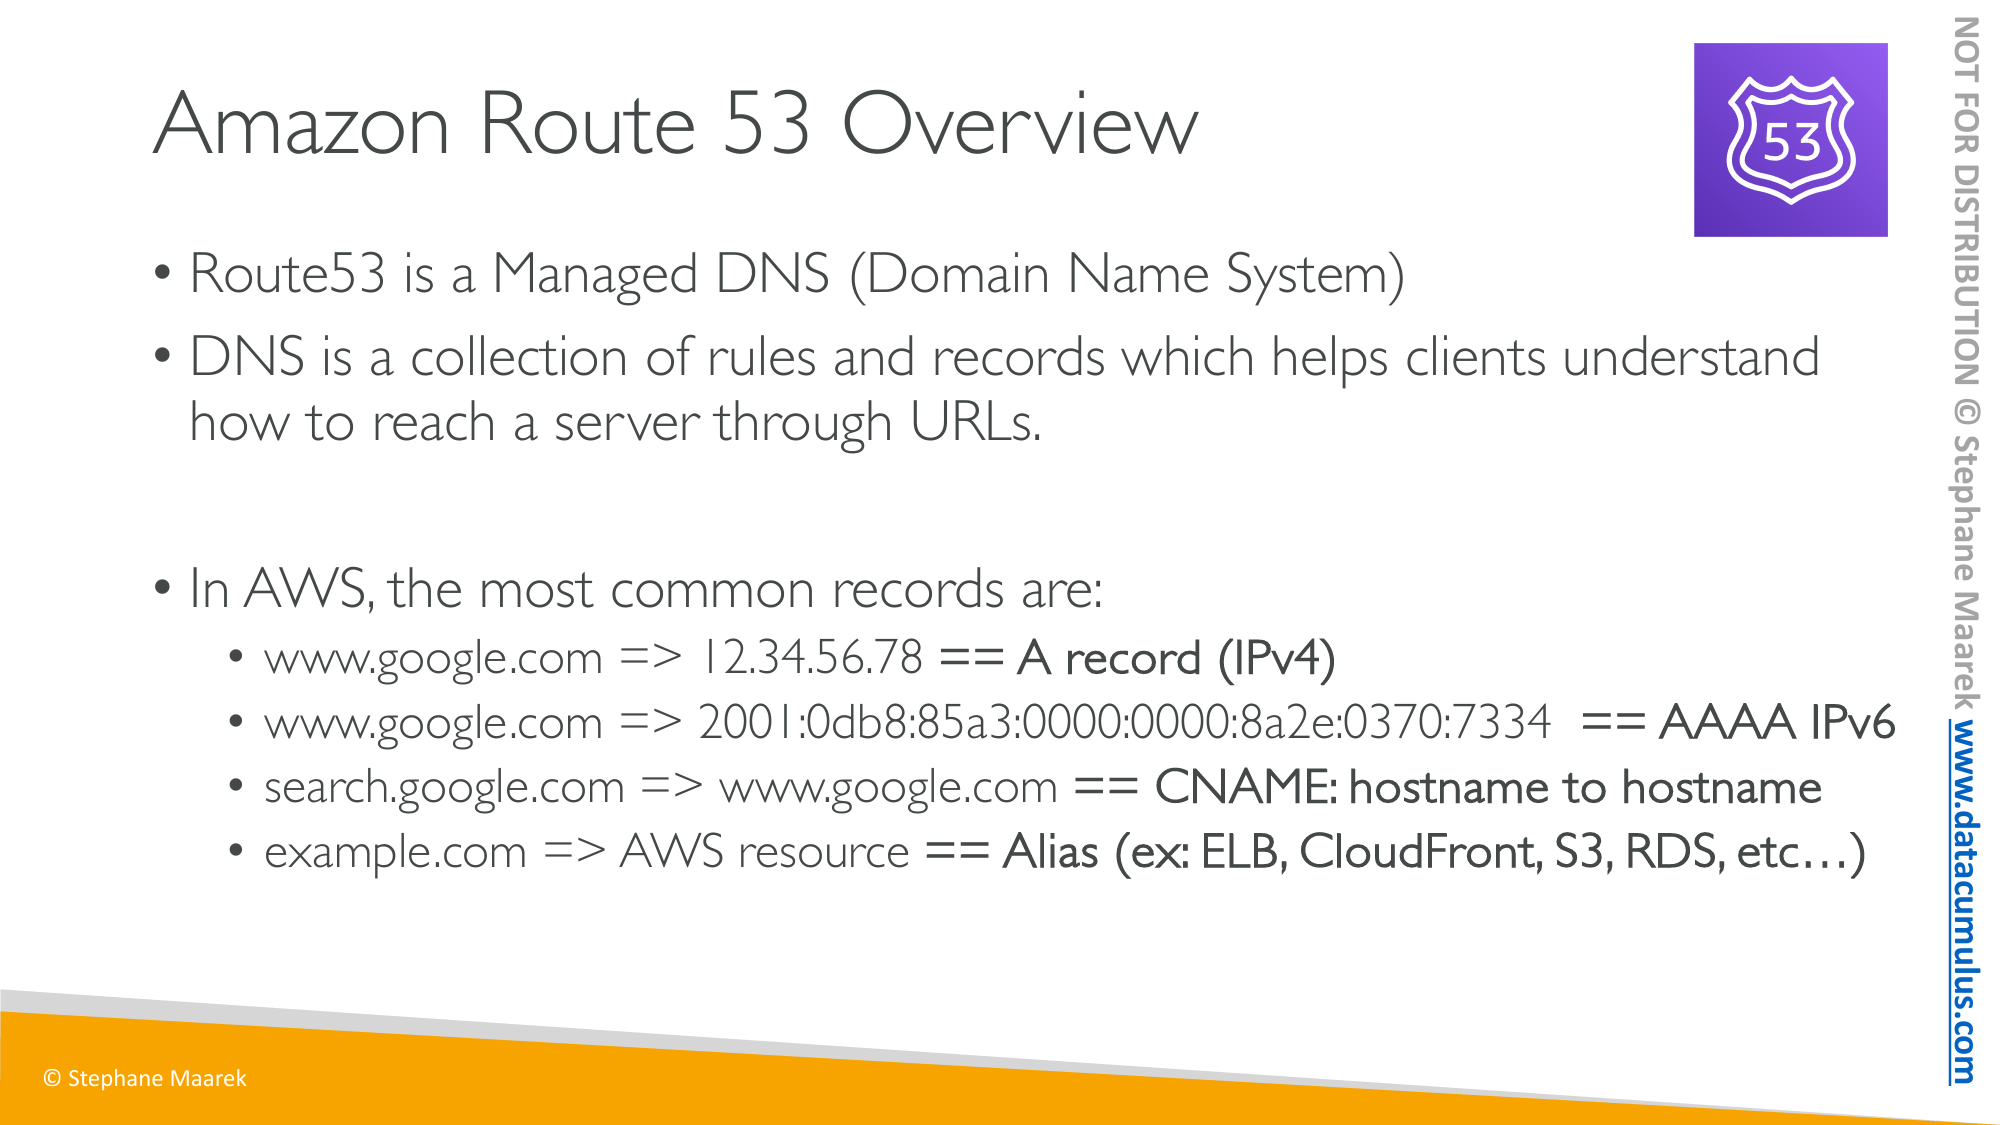 Amazon Route 53 Overview
53
• Route53 is a Managed DNS (Domain Name System)
• DNS is a collection of rules and records which helps clients understand
how to reach a server through URLs.
• In AWS, the most common records are:
• www.google.com => 12.34.56.78 == A record (IPv4)
• www.google.com => 2001:0db8:85a3:0000:0000:8a2e:0370:7334 == AAAA IPv6
• search.google.com => www.google.com == CNAME: hostname to hostname
• example.com => AWS resource == Alias (ex: ELB, CloudFront, S3, RDS, etc…)
© Stephane Maarek
NOT FOR DISTRIBUTION © Stephane Maarek www.datacumulus.com